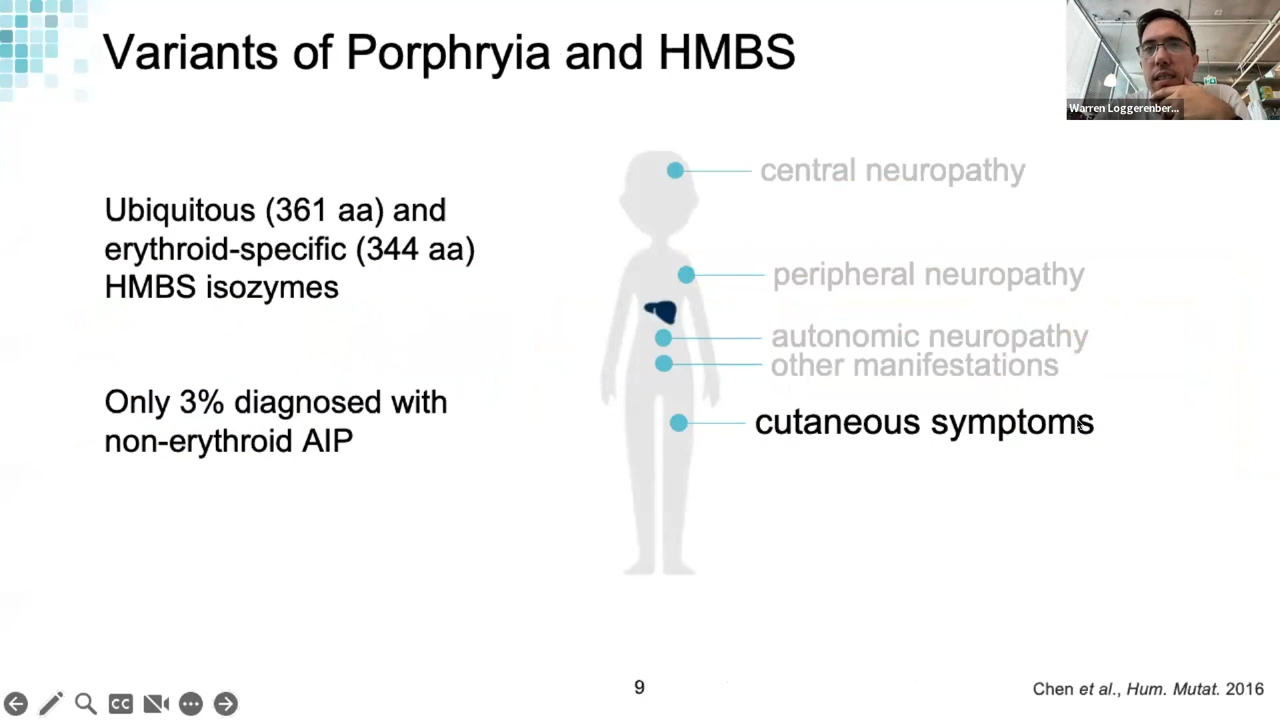 Variants of Porphryia and HMBS
Warren Loggerenber...
central neuropathy
Ubiquitous (361 aa) and
erythroid-specific (344 aa)
HMBS isozymes
peripheral neuropathy
autonomic neuropathy
other manifestations
Only 3% diagnosed with
non-erythroid AIP
cutaneous symptoms
CC
9
Chen et al., Hum. Mutat. 2016